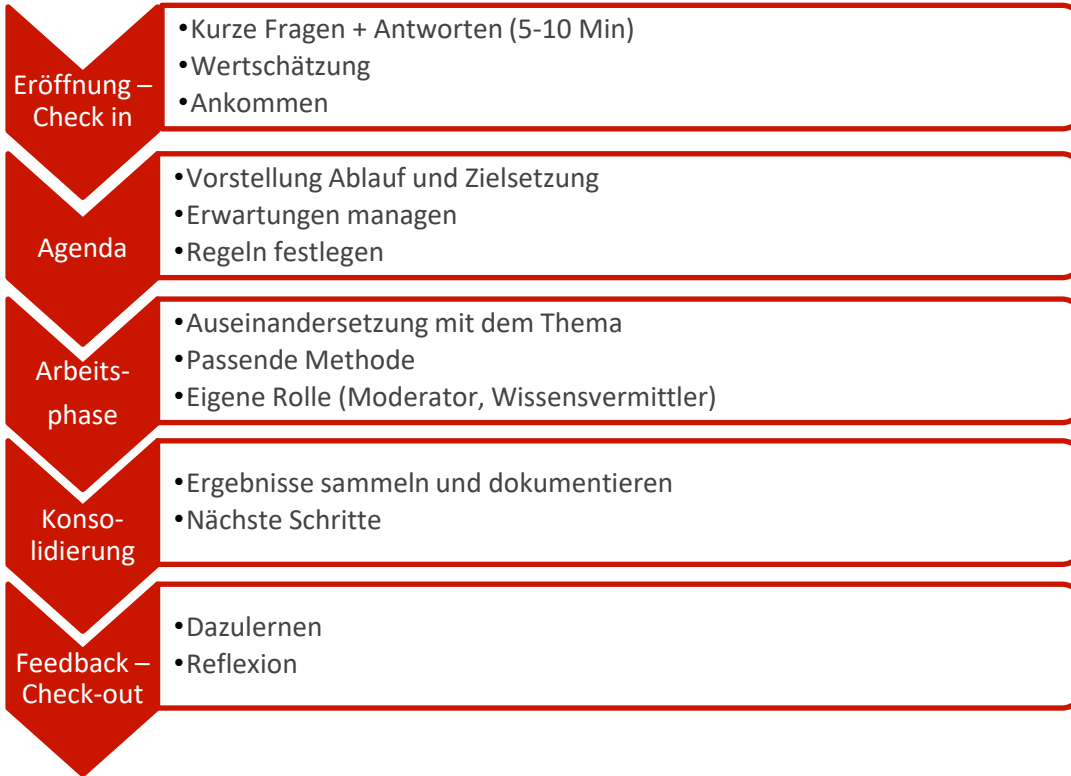 Eröffnung –
Check in
•Kurze Fragen + Antworten (5-10 Min)
•Wertschätzung
•Ankommen
Agenda
•Vorstellung Ablauf und Zielsetzung
•Erwartungen managen
•Regeln festlegen
Arbeits-
phase
•Auseinandersetzung mit dem Thema
•Passende Methode
•Eigene Rolle (Moderator, Wissensvermittler)
Konso-
lidierung
•Ergebnisse sammeln und dokumentieren
•Nächste Schritte
Feedback –
Check-out
•Dazulernen
•Reflexion